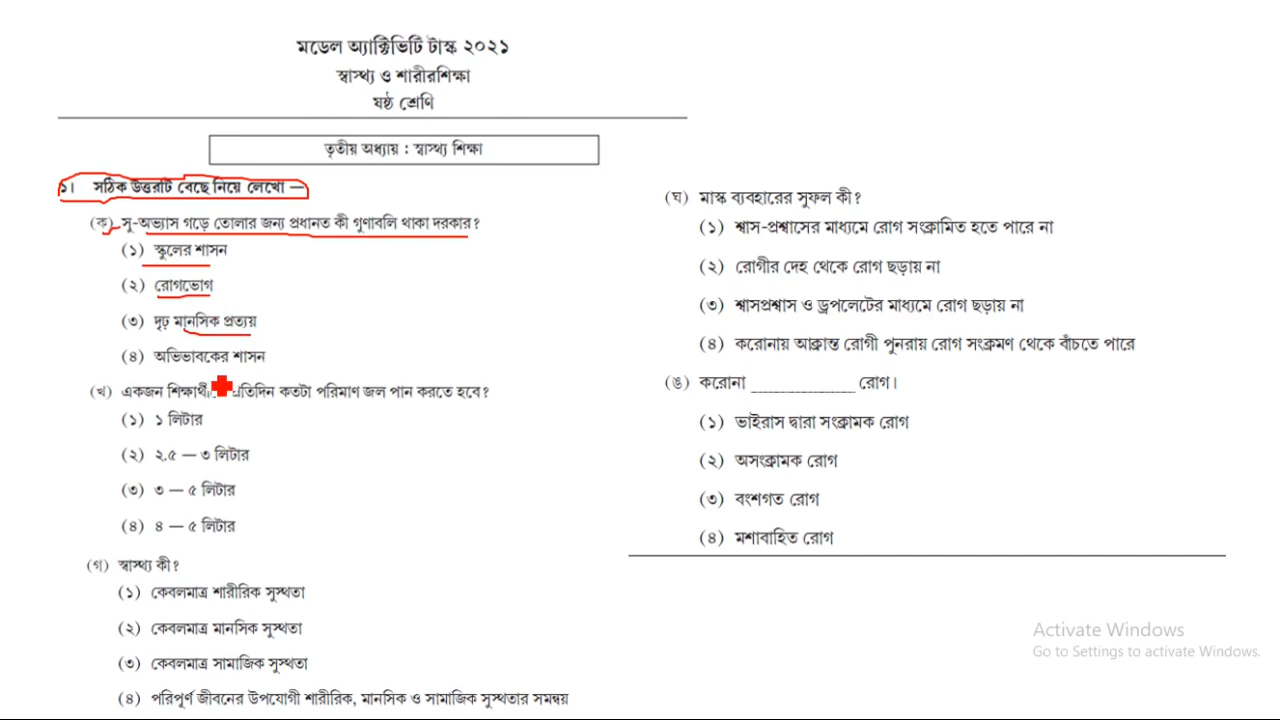 মডেল অ্যাক্টিভিটি টাস্ক ২০২১
স্বাস্থ্য ও শারীরশিক্ষা
ষষ্ঠ শ্রেণি
তৃতীয় অধ্যায় : স্বাস্থ্য শিক্ষা
১। সঠিক উত্তরটি বেছে নিয়ে লেখো —
(ক) সু-অভ্যাস গড়ে তোলার জন্য প্রধানত কী গুণাবলি থাকা দরকার?
(১) স্কুলের শাসন
(২) রোগভোগ
(৩) দৃঢ় মানসিক প্রত্যয়
(৪) অভিভাবকের শাসন
(খ) একজন প্রতিদিন কতটা পরিমাণ জল পান করতে হবে?
(১) ১ লিটার
(২) ২.৫ — ৩ লিটার
(৩) ৩ — ৫ লিটার
(৪) ৪ — ৫ লিটার
(গ) স্বাস্থ্য কী?
(১) কেবলমাত্র শারীরিক সুস্থতা
(২) কেবলমাত্র মানসিক সুস্থতা
(৩) কেবলমাত্র সামাজিক সুস্থতা
(৪) পরিপূর্ণ জীবনের উপযোগী শারীরিক, মানসিক ও সামাজিক সুস্থতার সমন্বয়
(ঘ) মাস্ক ব্যবহারের সুফল কী?
(১) শ্বাস-প্রশ্বাসের মাধ্যমে রোগ সংক্রামিত হতে পারে না
(২) রোগীর দেহ থেকে রোগ ছড়ায় না
(৩) শ্বাসপ্রশ্বাস ও ড্রপলেটের মাধ্যমে রোগ ছড়ায় না
(৪) করোনায় আক্রান্ত রোগী পুনরায় রোগ সংক্রমণ থেকে বাঁচতে পারে
(ঙ) করোনা ______________ রোগ।
(১) ভাইরাস দ্বারা সংক্রামক রোগ
(২) অসংক্রামক রোগ
(৩) বংশগত রোগ
(৪) মশাবাহিত রোগ
Activate Windows
Go to Settings to activate Windows.